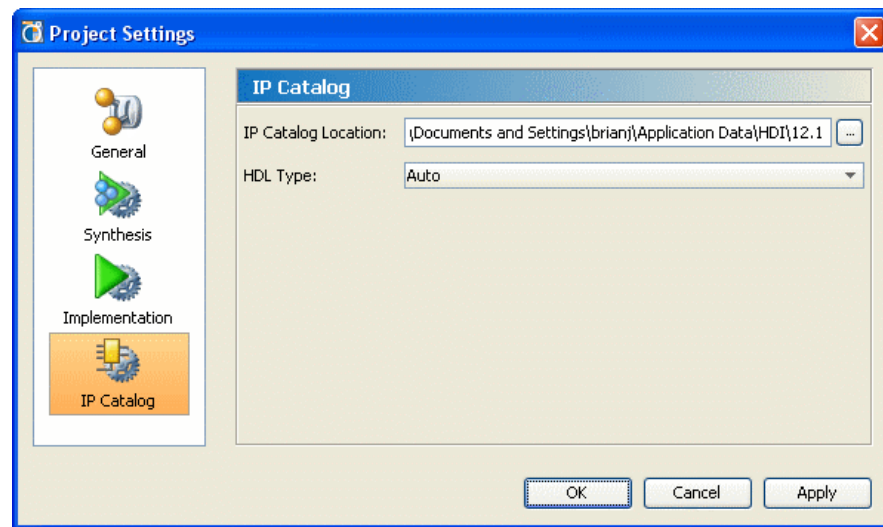 Project Settings
General
Synthesis
Implementation
IP Catalog
IP Catalog
IP Catalog Location: \Documents and Settings\brianj\Application Data\HDI\12.1 ...
HDL Type: Auto
OK Cancel Apply